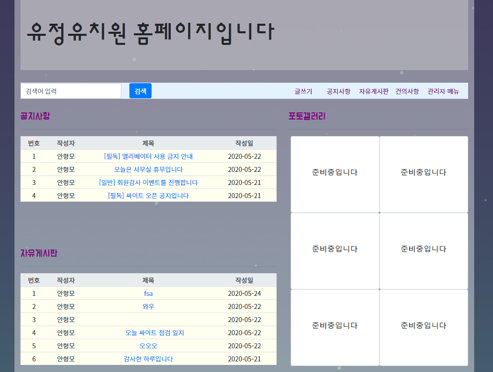 유정유치원 홈페이지입니다
검색어 입력 검색 글쓰기 공지사항 자유게시판 건의사항 관리자 메뉴
공지사항
번호 작성자 제목 작성일
1 안형모 [필독] 엘리베이터 사용 금지 안내 2020-05-22
2 안형모 오늘은 사무실 휴무입니다 2020-05-22
3 안형모 [일반] 회원감사 이벤트를 진행합니다 2020-05-21
4 안형모 [필독] 싸이트 오픈 공지입니다 2020-05-21
자유게시판
번호 작성자 제목 작성일
1 안형모 fsa 2020-05-24
2 안형모 와우 2020-05-22
3 안형모 2020-05-22
4 안형모 오늘 싸이트 점검 일지 2020-05-22
5 안형모 오오오 2020-05-22
6 안형모 감사한 하루입니다 2020-05-21
포토갤러리
준비중입니다 준비중입니다
준비중입니다 준비중입니다
준비중입니다 준비중입니다